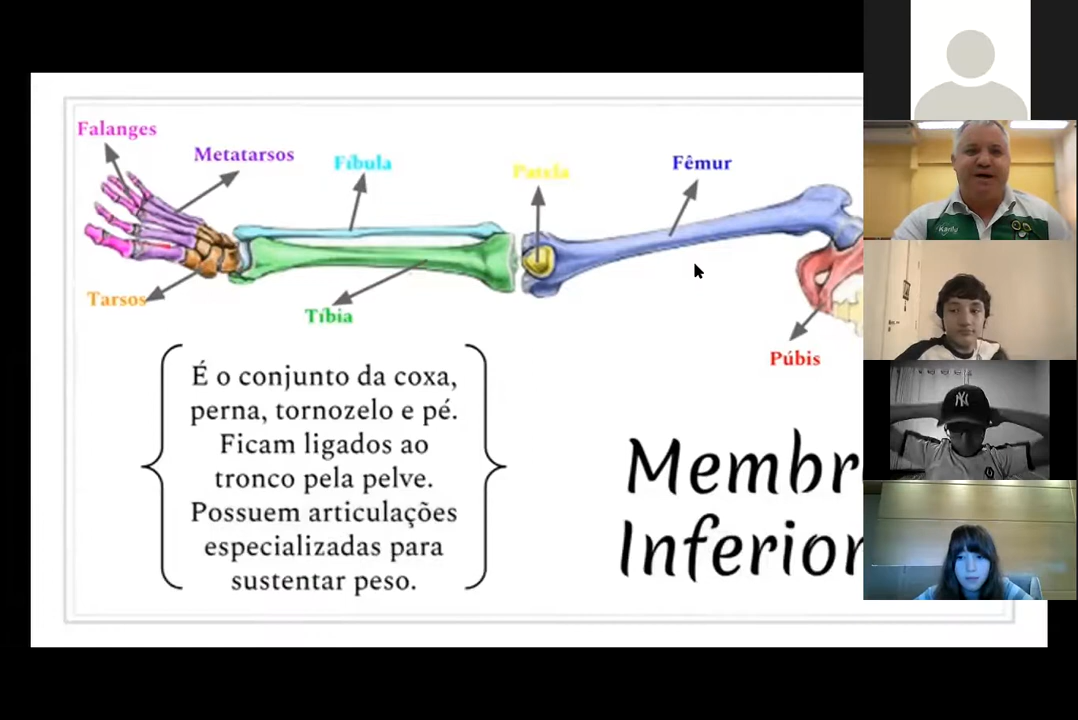 Falanges
Metatarsos
Fíbula
Patela
Fêmur
Tarsos
Tíbia
Púbis
É o conjunto da coxa,
perna, tornozelo e pé.
Ficam ligados ao
tronco pela pelve.
Possuem articulações
especializadas para
sustentar peso.
Membr
Inferior
NY